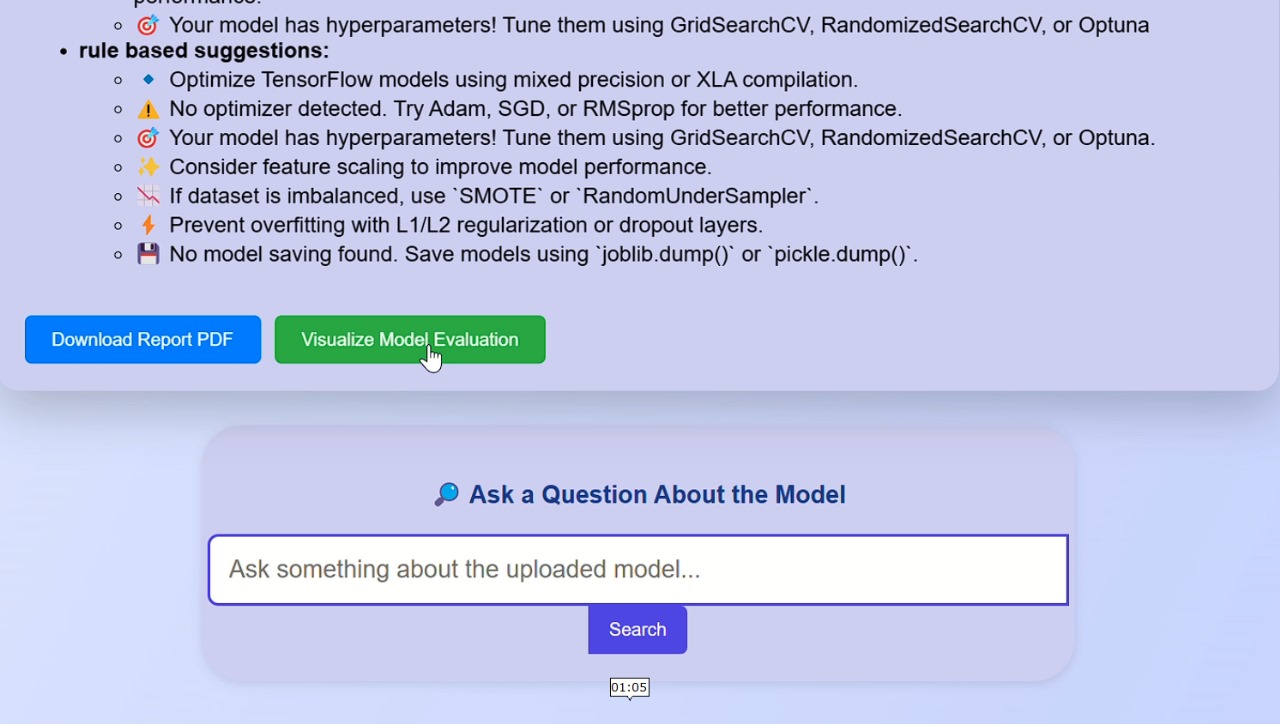 performance.
Your model has hyperparameters! Tune them using GridSearchCV, RandomizedSearchCV, or Optuna
rule based suggestions:
Optimize TensorFlow models using mixed precision or XLA compilation.
No optimizer detected. Try Adam, SGD, or RMSprop for better performance.
Your model has hyperparameters! Tune them using GridSearchCV, RandomizedSearchCV, or Optuna.
Consider feature scaling to improve model performance.
If dataset is imbalanced, use `SMOTE` or `RandomUnderSampler`.
Prevent overfitting with L1/L2 regularization or dropout layers.
No model saving found. Save models using `joblib.dump()` or `pickle.dump()`.
Download Report PDF
Visualize Model Evaluation
Ask a Question About the Model
Ask something about the uploaded model...
Search
01:05